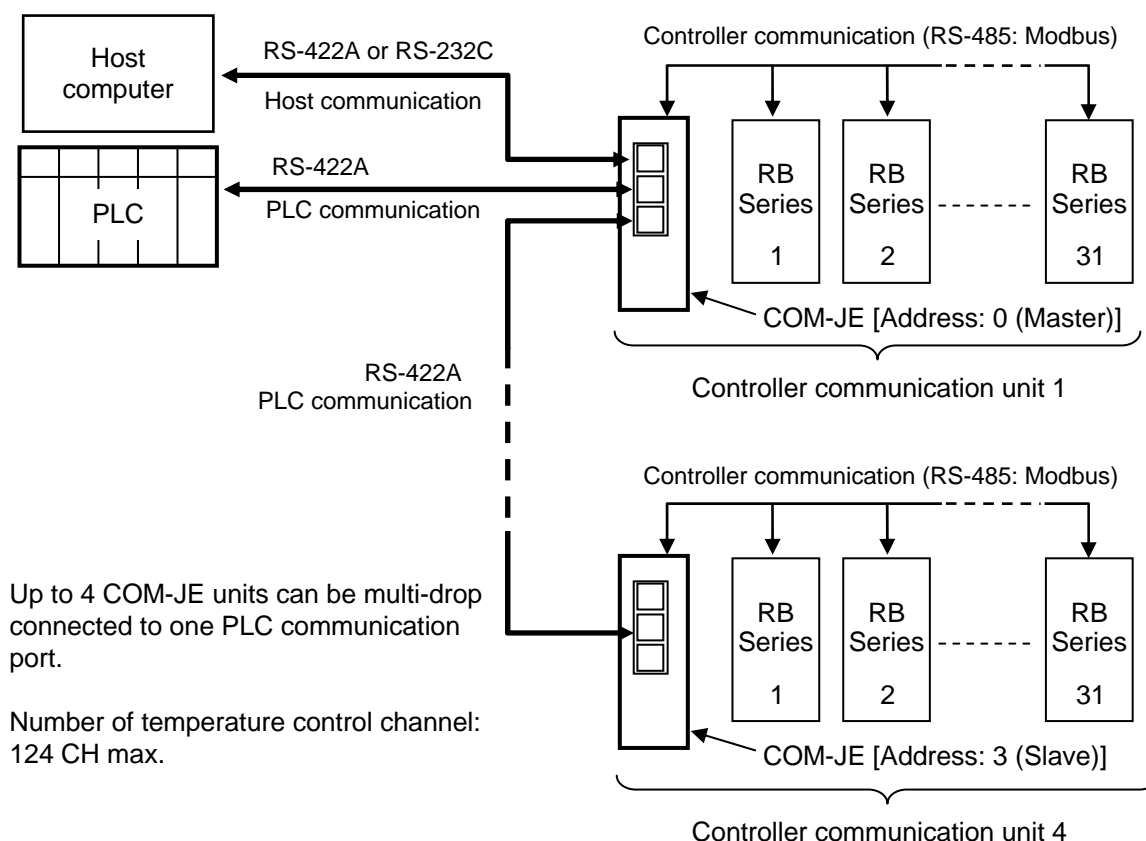 Host
computer
RS-422A or RS-232C
Host communication
PLC
RS-422A
PLC communication
Controller communication (RS-485: Modbus)
RB
Series
1
RB
Series
2
RB
Series
31
COM-JE [Address: 0 (Master)]
Controller communication unit 1
RS-422A
PLC communication
Controller communication (RS-485: Modbus)
RB
Series
1
RB
Series
2
RB
Series
31
COM-JE [Address: 3 (Slave)]
Controller communication unit 4
Up to 4 COM-JE units can be multi-drop
connected to one PLC communication
port.
Number of temperature control channel:
124 CH max.